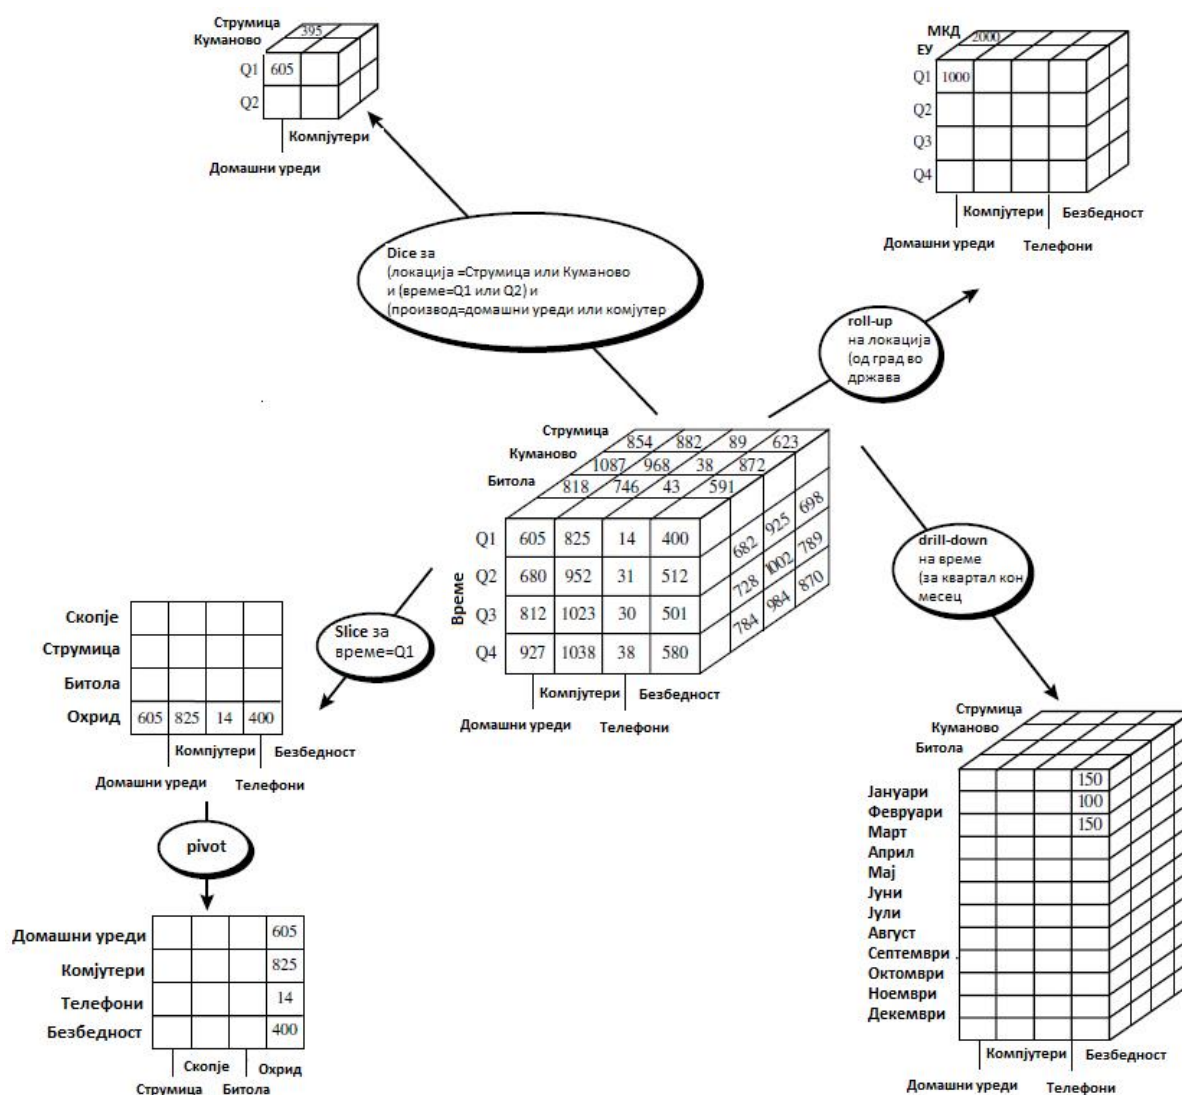 Струмица
Куманово
395
Q1 605
Q2
Компјутери
Домашни уреди
МКД
ЕУ
2000
Q1 1000
Q2
Q3
Q4
Компјутери Безбедност
Домашни уреди Телефони
Dice за
(локација =Струмица или Куманово
и (време=Q1 или Q2) и
(производ=домашни уреди или комјутер
roll-up
на локација
(од град во
држава
Струмица 854 882 89 623
Куманово 1087 968 38 872
Битола 818 746 43 591
Време
Q1 605 825 14 400
Q2 680 952 31 512
Q3 812 1023 30 501
Q4 927 1038 38 580
682 925 698
728 1002 789
784 984 870
Компјутери Безбедност
Домашни уреди Телефони
drill-down
на време
(за квартал кон
месец
Slice за
време=Q1
Скопје
Струмица
Битола
Охрид 605 825 14 400
Компјутери Безбедност
Домашни уреди Телефони
pivot
Домашни уреди 605
Комјутери 825
Телефони 14
Безбедност 400
Скопје Охрид
Струмица Битола
Струмица
Куманово
Битола
Јануари 150
Февруари 100
Март 150
Април
Мај
Јуни
Јули
Август
Септември .
Октомври
Ноември
Декември
Компјутери Безбедност
Домашни уреди Телефони